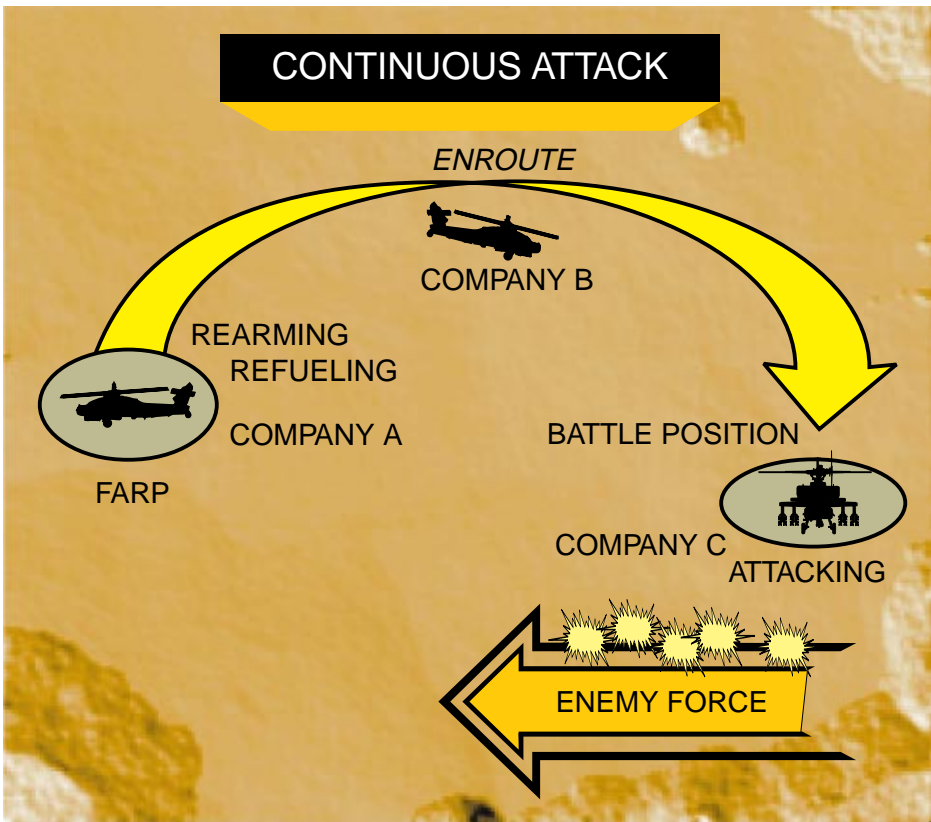 CONTINUOUS ATTACK
ENROUTE
COMPANY B
REARMING
REFUELING
COMPANY A
FARP
BATTLE POSITION
COMPANY C
ATTACKING
ENEMY FORCE